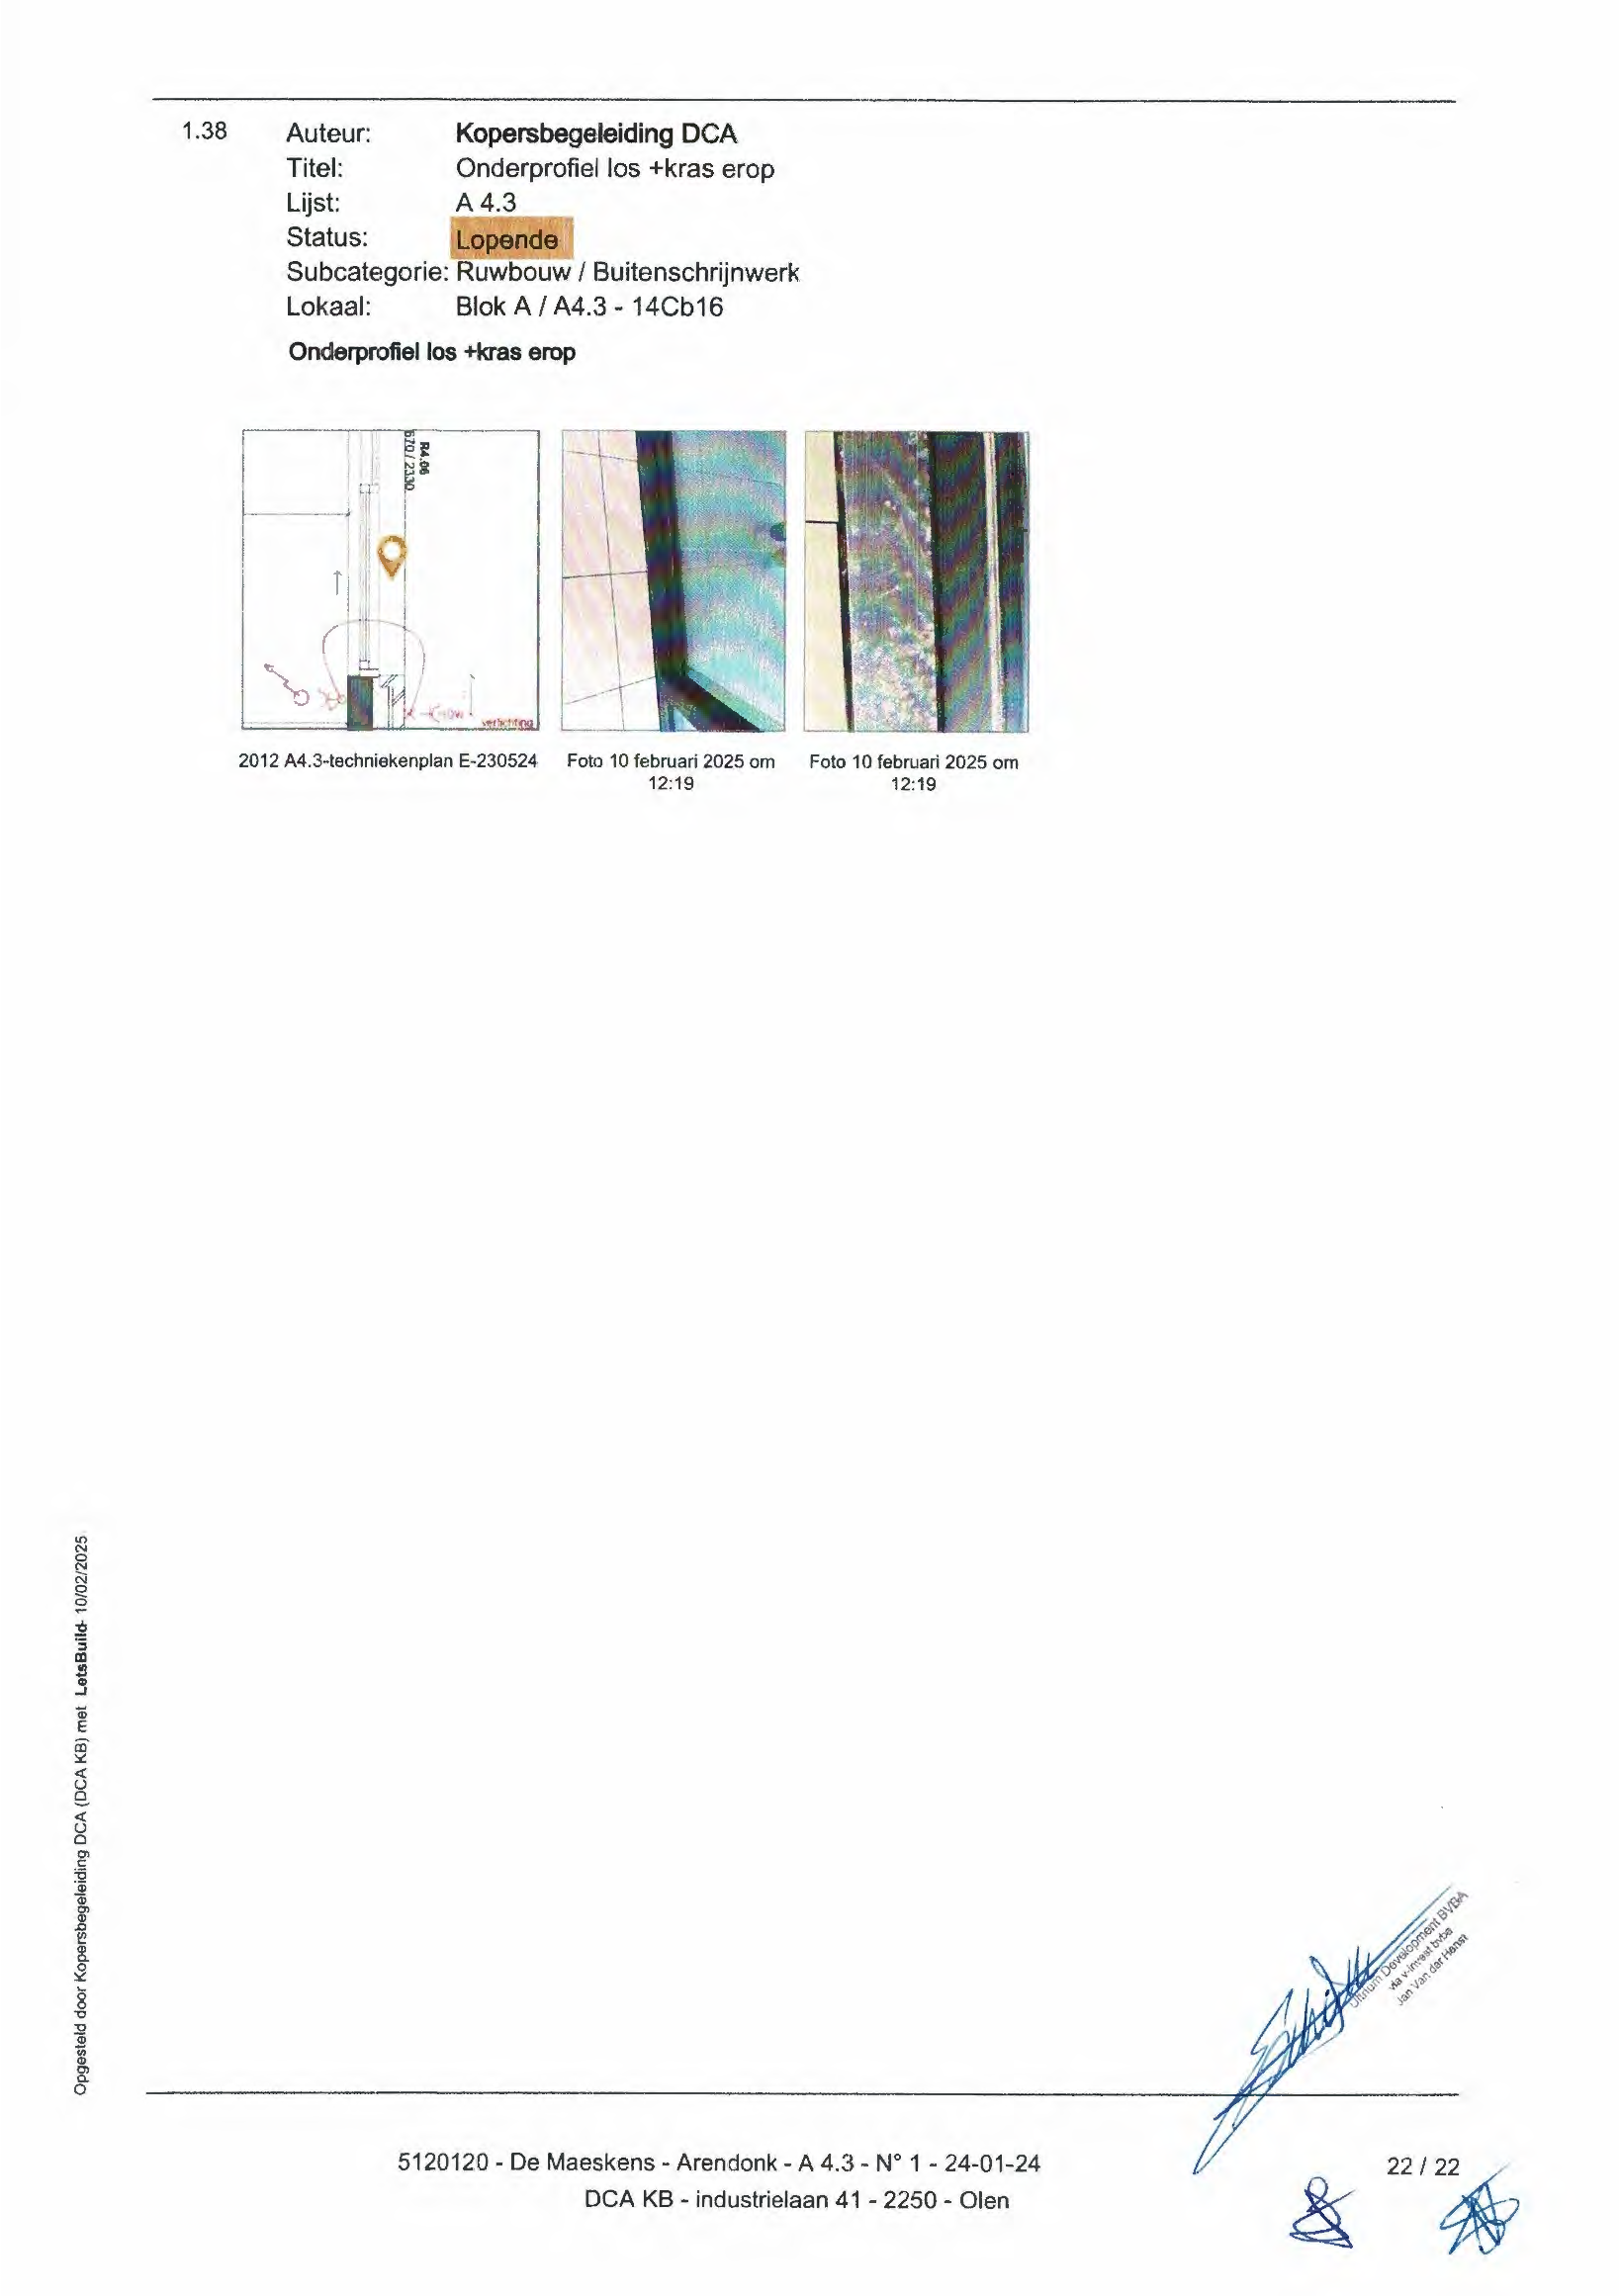 1.38
Auteur: Kopersbegeleiding DCA
Titel: Onderprofiel los +kras erop
Lijst: A 4.3
Status: Lopende
Subcategorie: Ruwbouw / Buitenschrijnwerk
Lokaal: Blok A / A4.3 - 14Cb16
Onderprofiel los +kras erop
R4.06
670 / 2330
verlichting
2012 A4.3-techniekenplan E-230524
Foto 10 februari 2025 om
12:19
Foto 10 februari 2025 om
12:19
Opgesteld door Kopersbegeleiding DCA (DCA KB) met LetsBuild- 10/02/2025
Development BVBA
via v-invest bvba
Jan Van der Henst
5120120 - De Maeskens - Arendonk - A 4.3 - N° 1 - 24-01-24
22 / 22
DCA KB - industrielaan 41 - 2250 - Olen